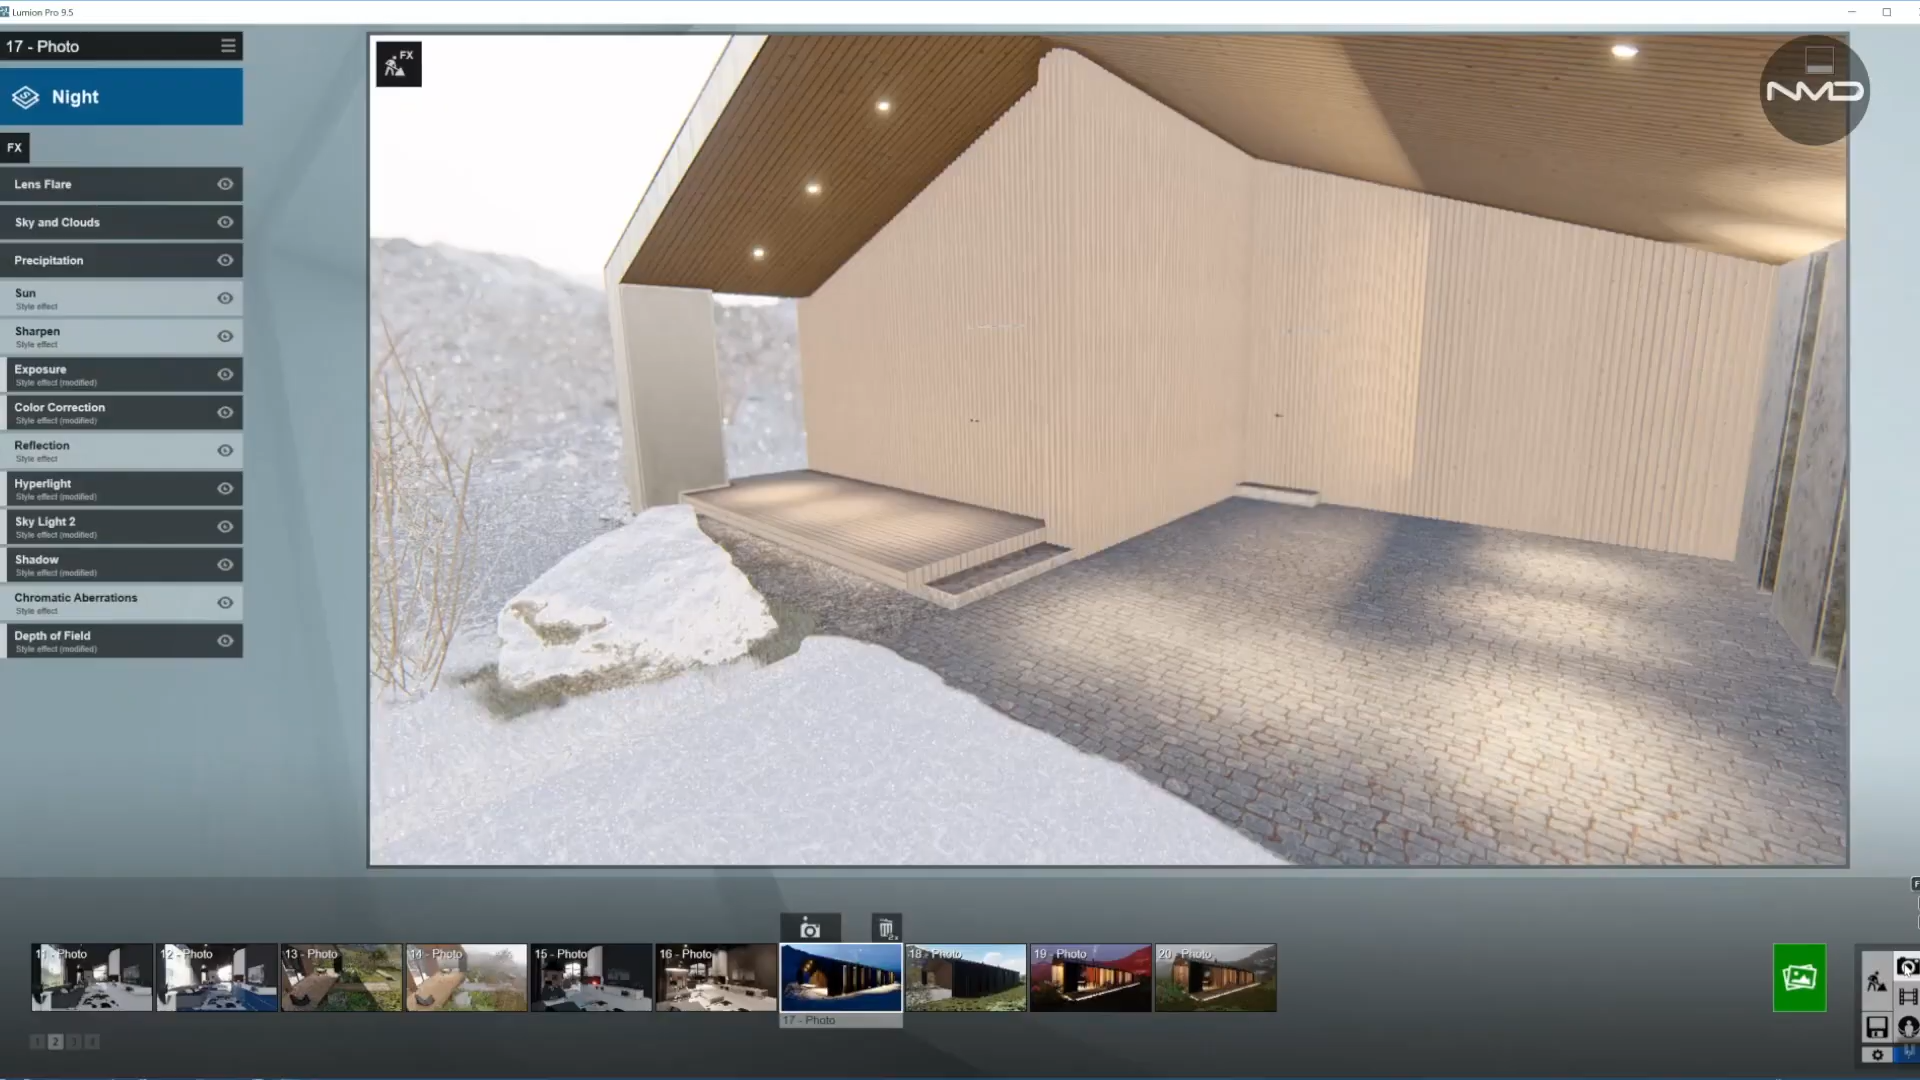 Lumion Pro 9.5
17 - Photo
Night
FX
Lens Flare
Sky and Clouds
Precipitation
Sun
Style effect
Sharpen
Style effect
Exposure
Style effect (modified)
Color Correction
Style effect (modified)
Reflection
Style effect
Hyperlight
Style effect (modified)
Sky Light 2
Style effect (modified)
Shadow
Style effect (modified)
Chromatic Aberrations
Style effect
Depth of Field
Style effect (modified)
FX
NMD
11 - Photo
12 - Photo
13 - Photo
14 - Photo
15 - Photo
16 - Photo
17 - Photo
18 - Photo
19 - Photo
20 - Photo
1 2 3 4